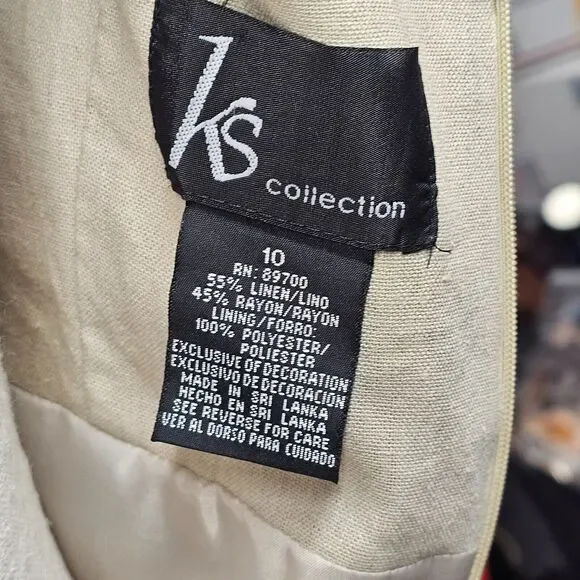 ks
collection
10
RN: 89700
55% LINEN/LINO
45% RAYON/RAYON
LINING/FORRO:
100% POLYESTER/
POLIESTER
EXCLUSIVE OF DECORATION
EXCLUSIVO DE DECORACION
MADE IN SRI LANKA
HECHO EN SRI LANKA
SEE REVERSE FOR CARE
VER AL DORSO PARA CUIDADO